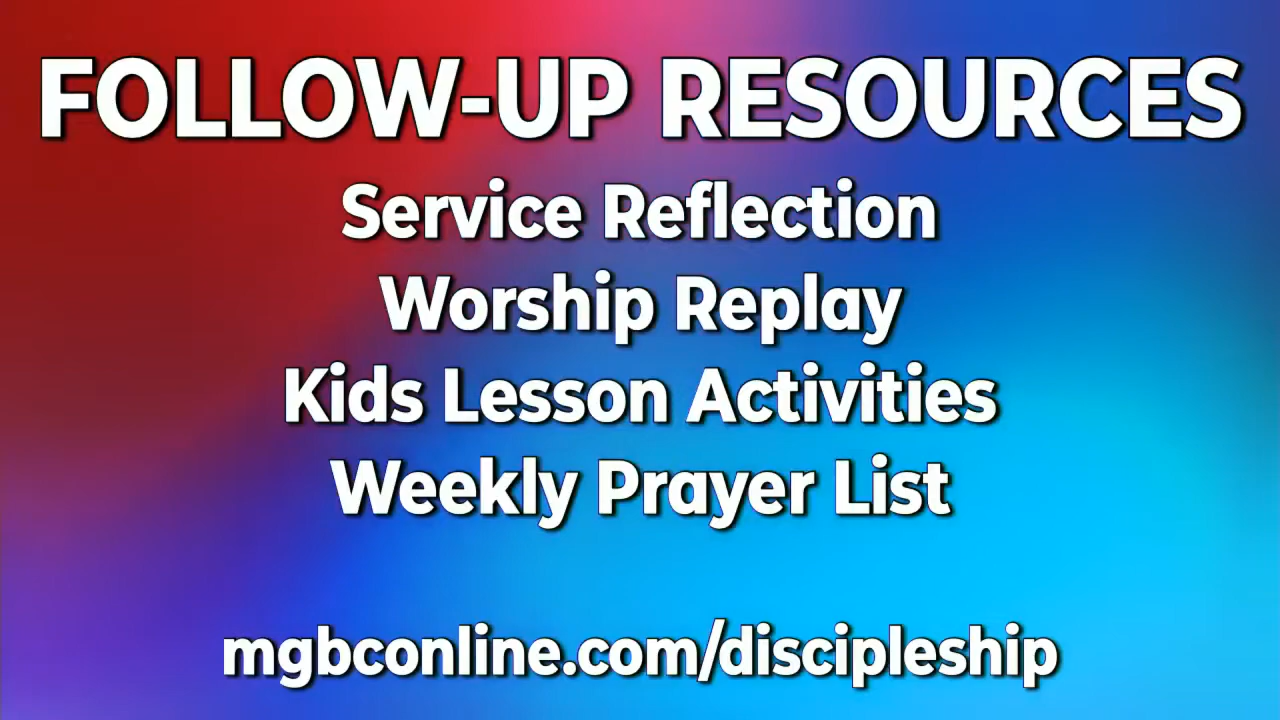 FOLLOW-UP RESOURCES
Service Reflection
Worship Replay
Kids Lesson Activities
Weekly Prayer List
mgbconline.com/discipleship